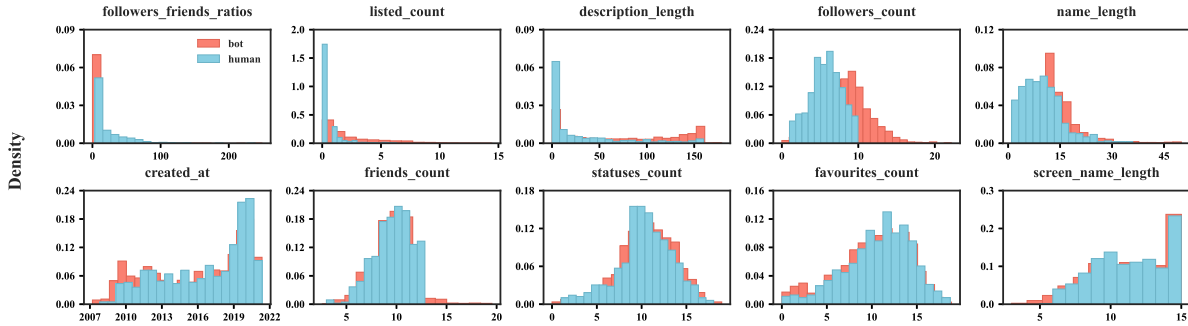 followers_friends_ratios listed_count description_length followers_count name_length
0.09 2.0 0.09 0.24 0.12
bot
human
0.06 1.5 0.06 0.18 0.08
1.0 0.12
0.03 0.5 0.03 0.06 0.04
0.00 0.0 0.00 0.00 0.00
0 100 200 0 5 10 15 0 50 100 150 0 10 20 0 15 30 45
Density
created_at friends_count statuses_count favourites_count screen_name_length
0.24 0.24 0.18 0.16 0.3
0.18 0.18 0.12 0.12 0.2
0.12 0.12 0.08
0.06 0.06 0.06 0.04 0.1
0.00 0.00 0.00 0.00 0.0
2007 2010 2013 2016 2019 2022 5 10 15 20 0 5 10 15 0 5 10 15 5 10 15